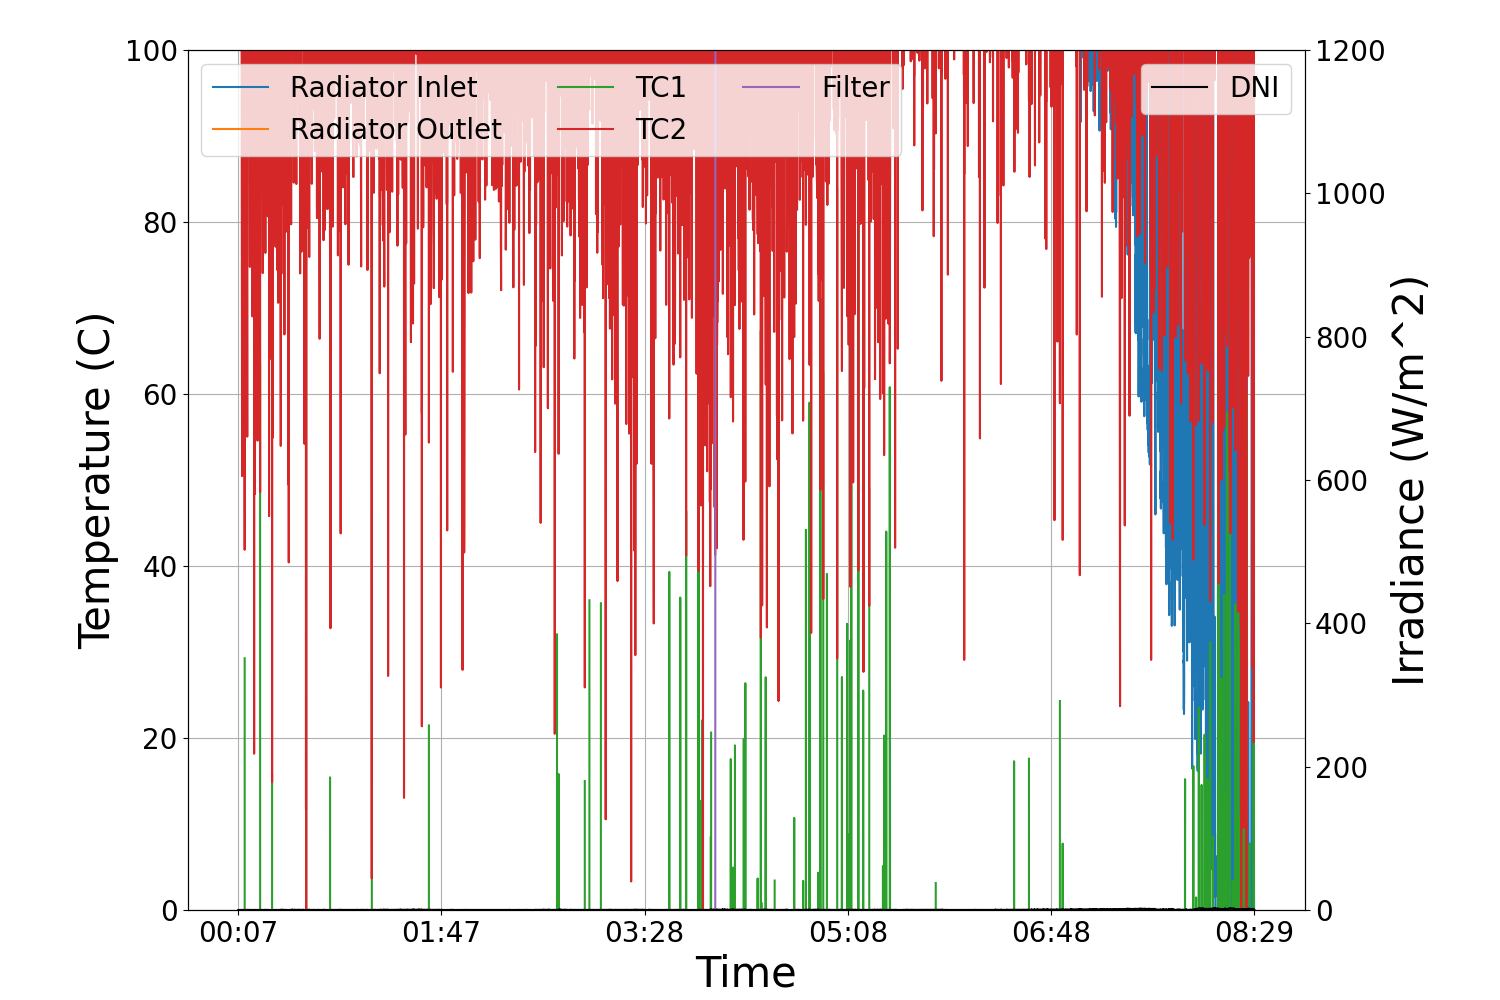 100
80
60
40
20
0
Temperature (C)
Radiator Inlet
Radiator Outlet
TC1
TC2
Filter
DNI
1200
1000
800
600
400
200
0
Irradiance (W/m^2)
00:07
01:47
03:28
05:08
06:48
08:29
Time